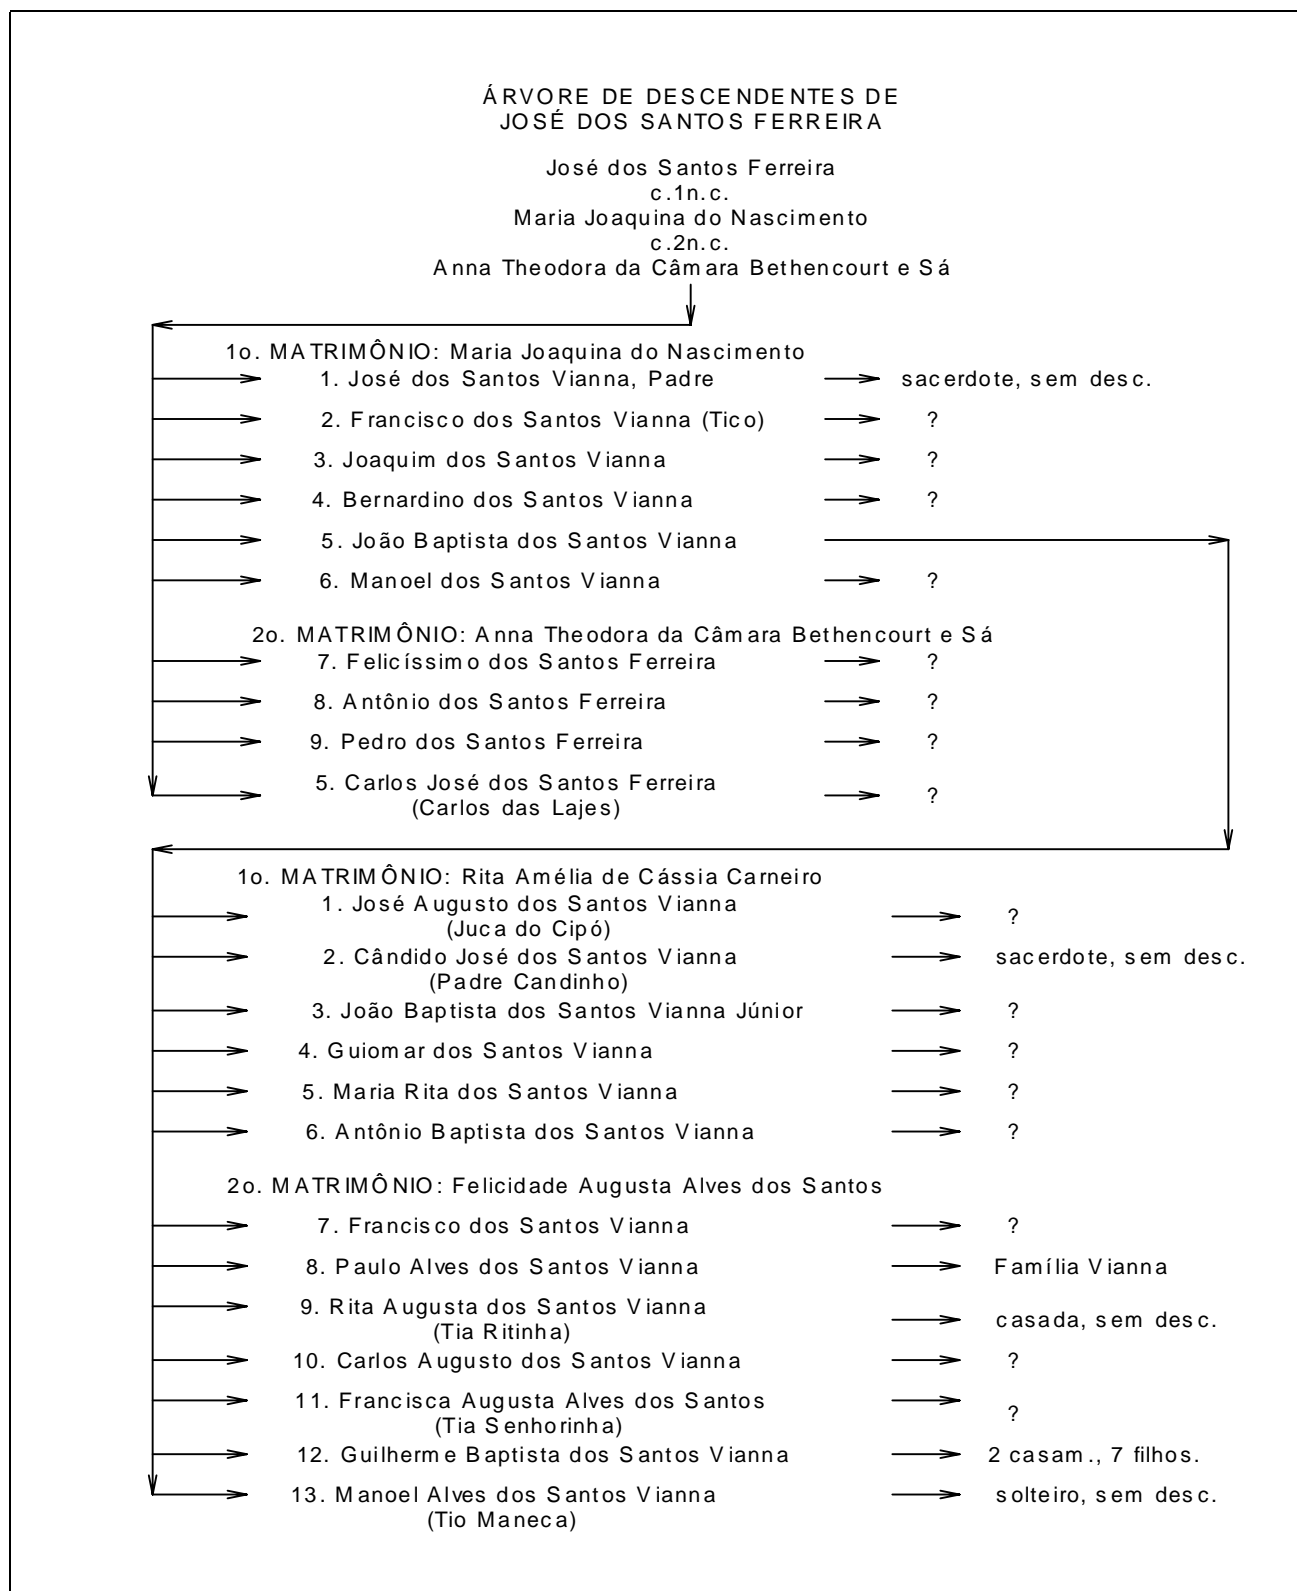 ÁRVORE DE DESCENDENTES DE
JOSÉ DOS SANTOS FERREIRA
José dos Santos Ferreira
c.1n.c.
Maria Joaquina do Nascimento
c.2n.c.
Anna Theodora da Câmara Bethencourt e Sá
1o. MATRIMÔNIO: Maria Joaquina do Nascimento
1. José dos Santos Vianna, Padre sacerdote, sem desc.
2. Francisco dos Santos Vianna (Tico) ?
3. Joaquim dos Santos Vianna ?
4. Bernardino dos Santos Vianna ?
5. João Baptista dos Santos Vianna
6. Manoel dos Santos Vianna ?
2o. MATRIMÔNIO: Anna Theodora da Câmara Bethencourt e Sá
7. Felicíssimo dos Santos Ferreira ?
8. Antônio dos Santos Ferreira ?
9. Pedro dos Santos Ferreira ?
5. Carlos José dos Santos Ferreira ?
(Carlos das Lajes)
1o. MATRIMÔNIO: Rita Amélia de Cássia Carneiro
1. José Augusto dos Santos Vianna ?
(Juca do Cipó)
2. Cândido José dos Santos Vianna sacerdote, sem desc.
(Padre Candinho)
3. João Baptista dos Santos Vianna Júnior ?
4. Guiomar dos Santos Vianna ?
5. Maria Rita dos Santos Vianna ?
6. Antônio Baptista dos Santos Vianna ?
2o. MATRIMÔNIO: Felicidade Augusta Alves dos Santos
7. Francisco dos Santos Vianna ?
8. Paulo Alves dos Santos Vianna Família Vianna
9. Rita Augusta dos Santos Vianna casada, sem desc.
(Tia Ritinha)
10. Carlos Augusto dos Santos Vianna ?
11. Francisca Augusta Alves dos Santos ?
(Tia Senhorinha)
12. Guilherme Baptista dos Santos Vianna 2 casam., 7 filhos.
13. Manoel Alves dos Santos Vianna solteiro, sem desc.
(Tio Maneca)